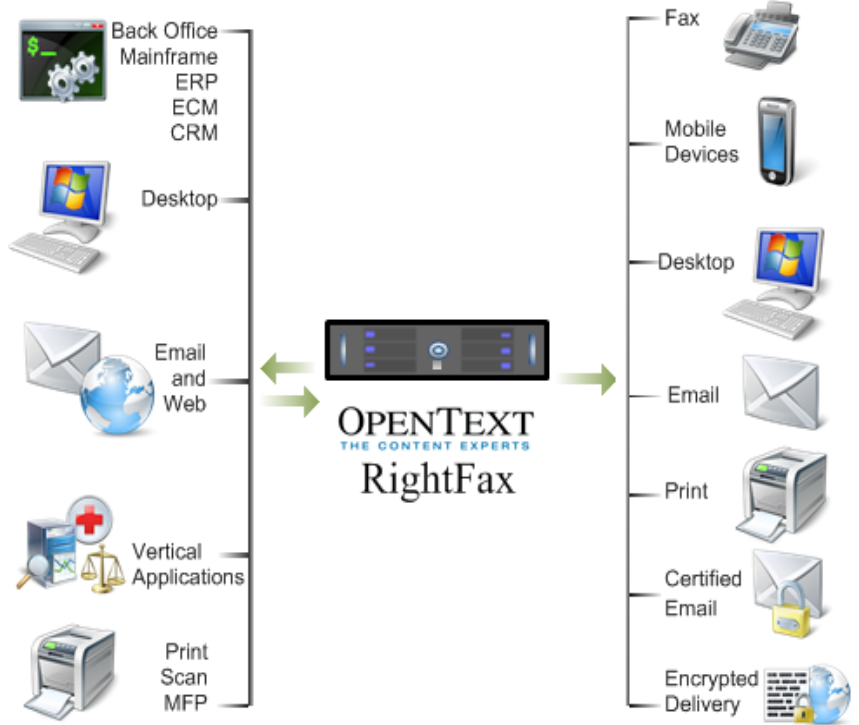 Back Office
Mainframe
ERP
ECM
CRM
Desktop
Email
and
Web
Vertical
Applications
Print
Scan
MFP
OPENTEXT
THE CONTENT EXPERTS
RightFax
Fax
Mobile
Devices
Desktop
Email
Print
Certified
Email
Encrypted
Delivery
$_